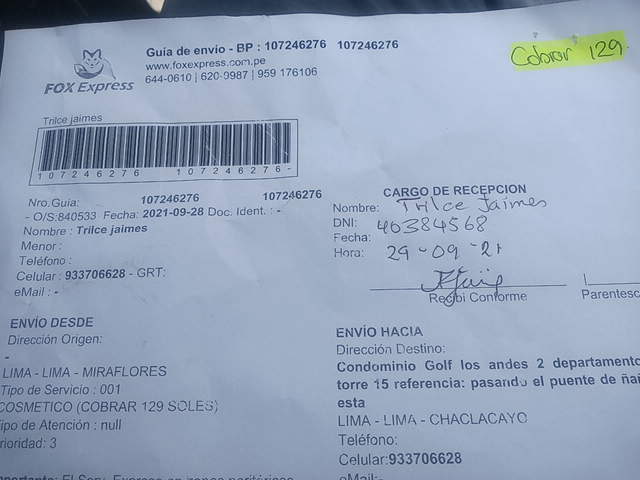 FOX Express
Guía de envio - BP : 107246276 107246276
www.foxexpress.com.pe
644-0610 | 620-9987 | 959 176106
Cobrar 129.
Trilce jaimes
107246276 107246276-
Nro.Guia: 107246276 107246276
- O/S:840533 Fecha: 2021-09-28 Doc. Ident. : -
Nombre : Trilce jaimes
Menor :
Teléfono :
Celular : 933706628 - GRT:
eMail : -
CARGO DE RECEPCION
Nombre: Trilce Jaimes
DNI: 40384568
Fecha:
Hora: 29-09-21
Recibi Conforme
Parentesc
ENVÍO DESDE
Dirección Origen:
-
LIMA - LIMA - MIRAFLORES
Tipo de Servicio : 001
COSMETICO (COBRAR 129 SOLES)
ipo de Atención : null
rioridad: 3
ENVÍO HACIA
Dirección Destino:
Condominio Golf los andes 2 departamento
torre 15 referencia: pasando el puente de ñai
esta
LIMA - LIMA - CHACLACAYO
Teléfono:
Celular:933706628
eMail: